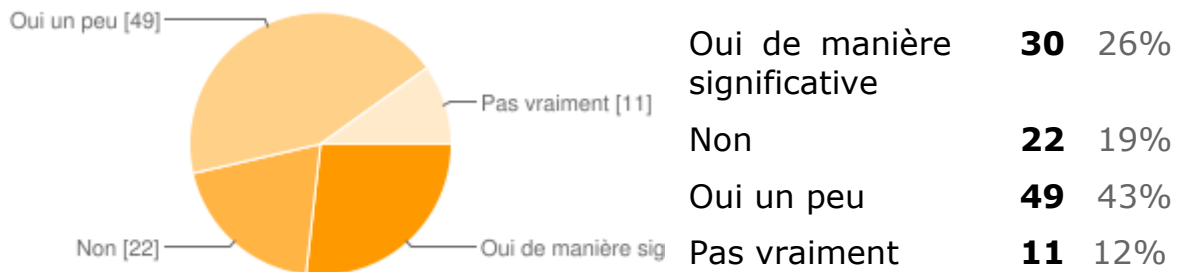 Oui un peu [49]
Pas vraiment [11]
Non [22]
Oui de manière sig
Oui de manière 30 26%
significative
Non 22 19%
Oui un peu 49 43%
Pas vraiment 11 12%